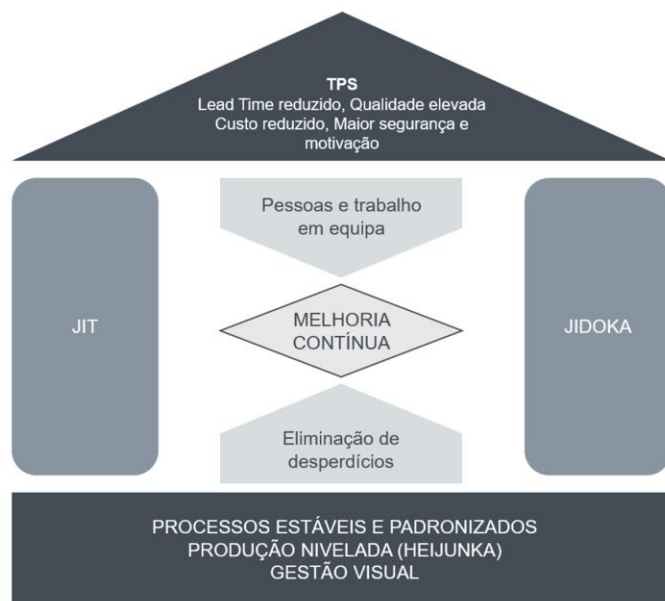 TPS
Lead Time reduzido, Qualidade elevada
Custo reduzido, Maior segurança e
motivação
Pessoas e trabalho
em equipa
JIT
MELHORIA
CONTÍNUA
JIDOKA
Eliminação de
desperdícios
PROCESSOS ESTÁVEIS E PADRONIZADOS
PRODUÇÃO NIVELADA (HEIJUNKA)
GESTÃO VISUAL